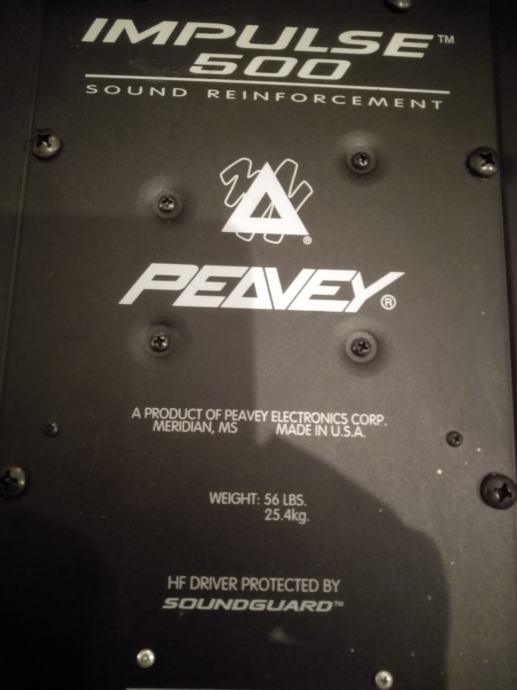 IMPULSE™
500
SOUND REINFORCEMENT
®
PEAVEY®
A PRODUCT OF PEAVEY ELECTRONICS CORP.
MERIDIAN, MS MADE IN U.S.A.
WEIGHT: 56 LBS.
25.4kg.
HF DRIVER PROTECTED BY
SOUNDGUARD™